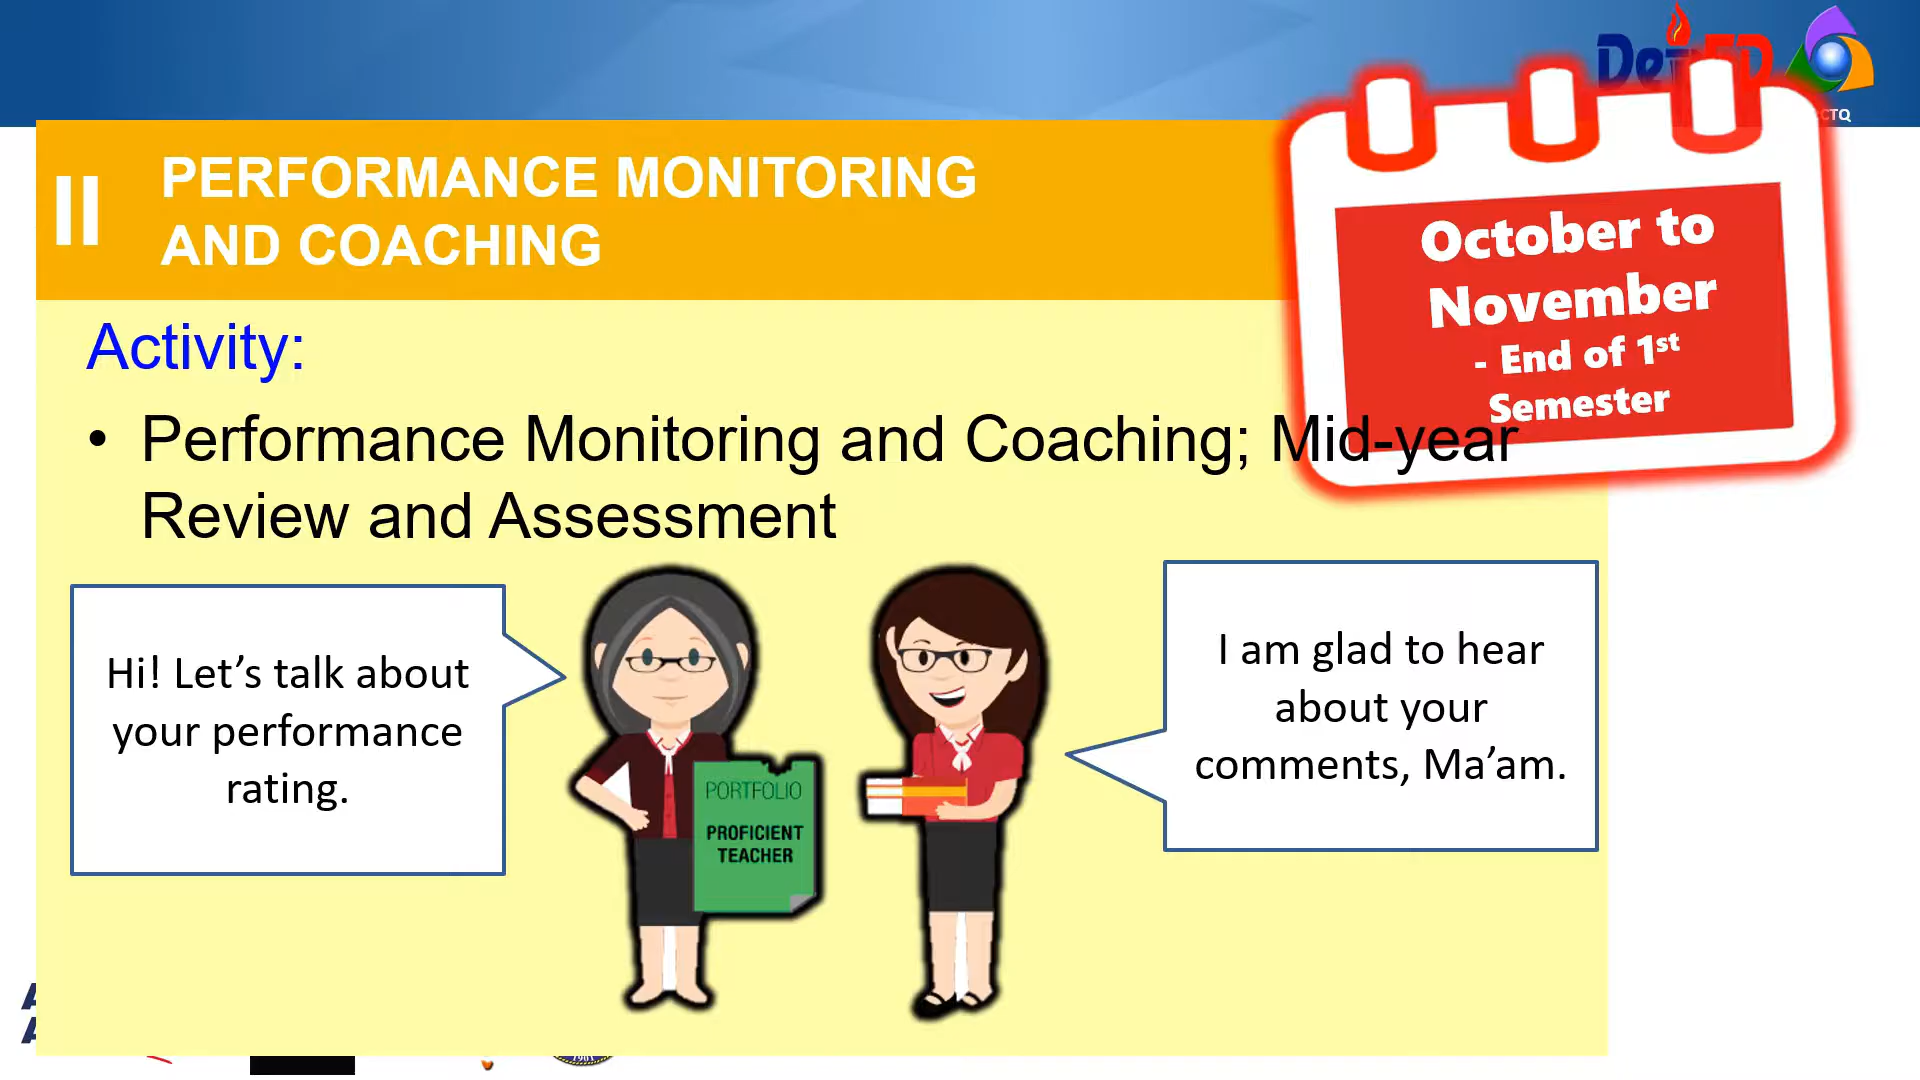 II
PERFORMANCE MONITORING
AND COACHING
October to
November
- End of 1st
Semester
Activity:
• Performance Monitoring and Coaching; Mid-year
Review and Assessment
Hi! Let’s talk about
your performance
rating.
I am glad to hear
about your
comments, Ma’am.
PORTFOLIO
PROFICIENT
TEACHER